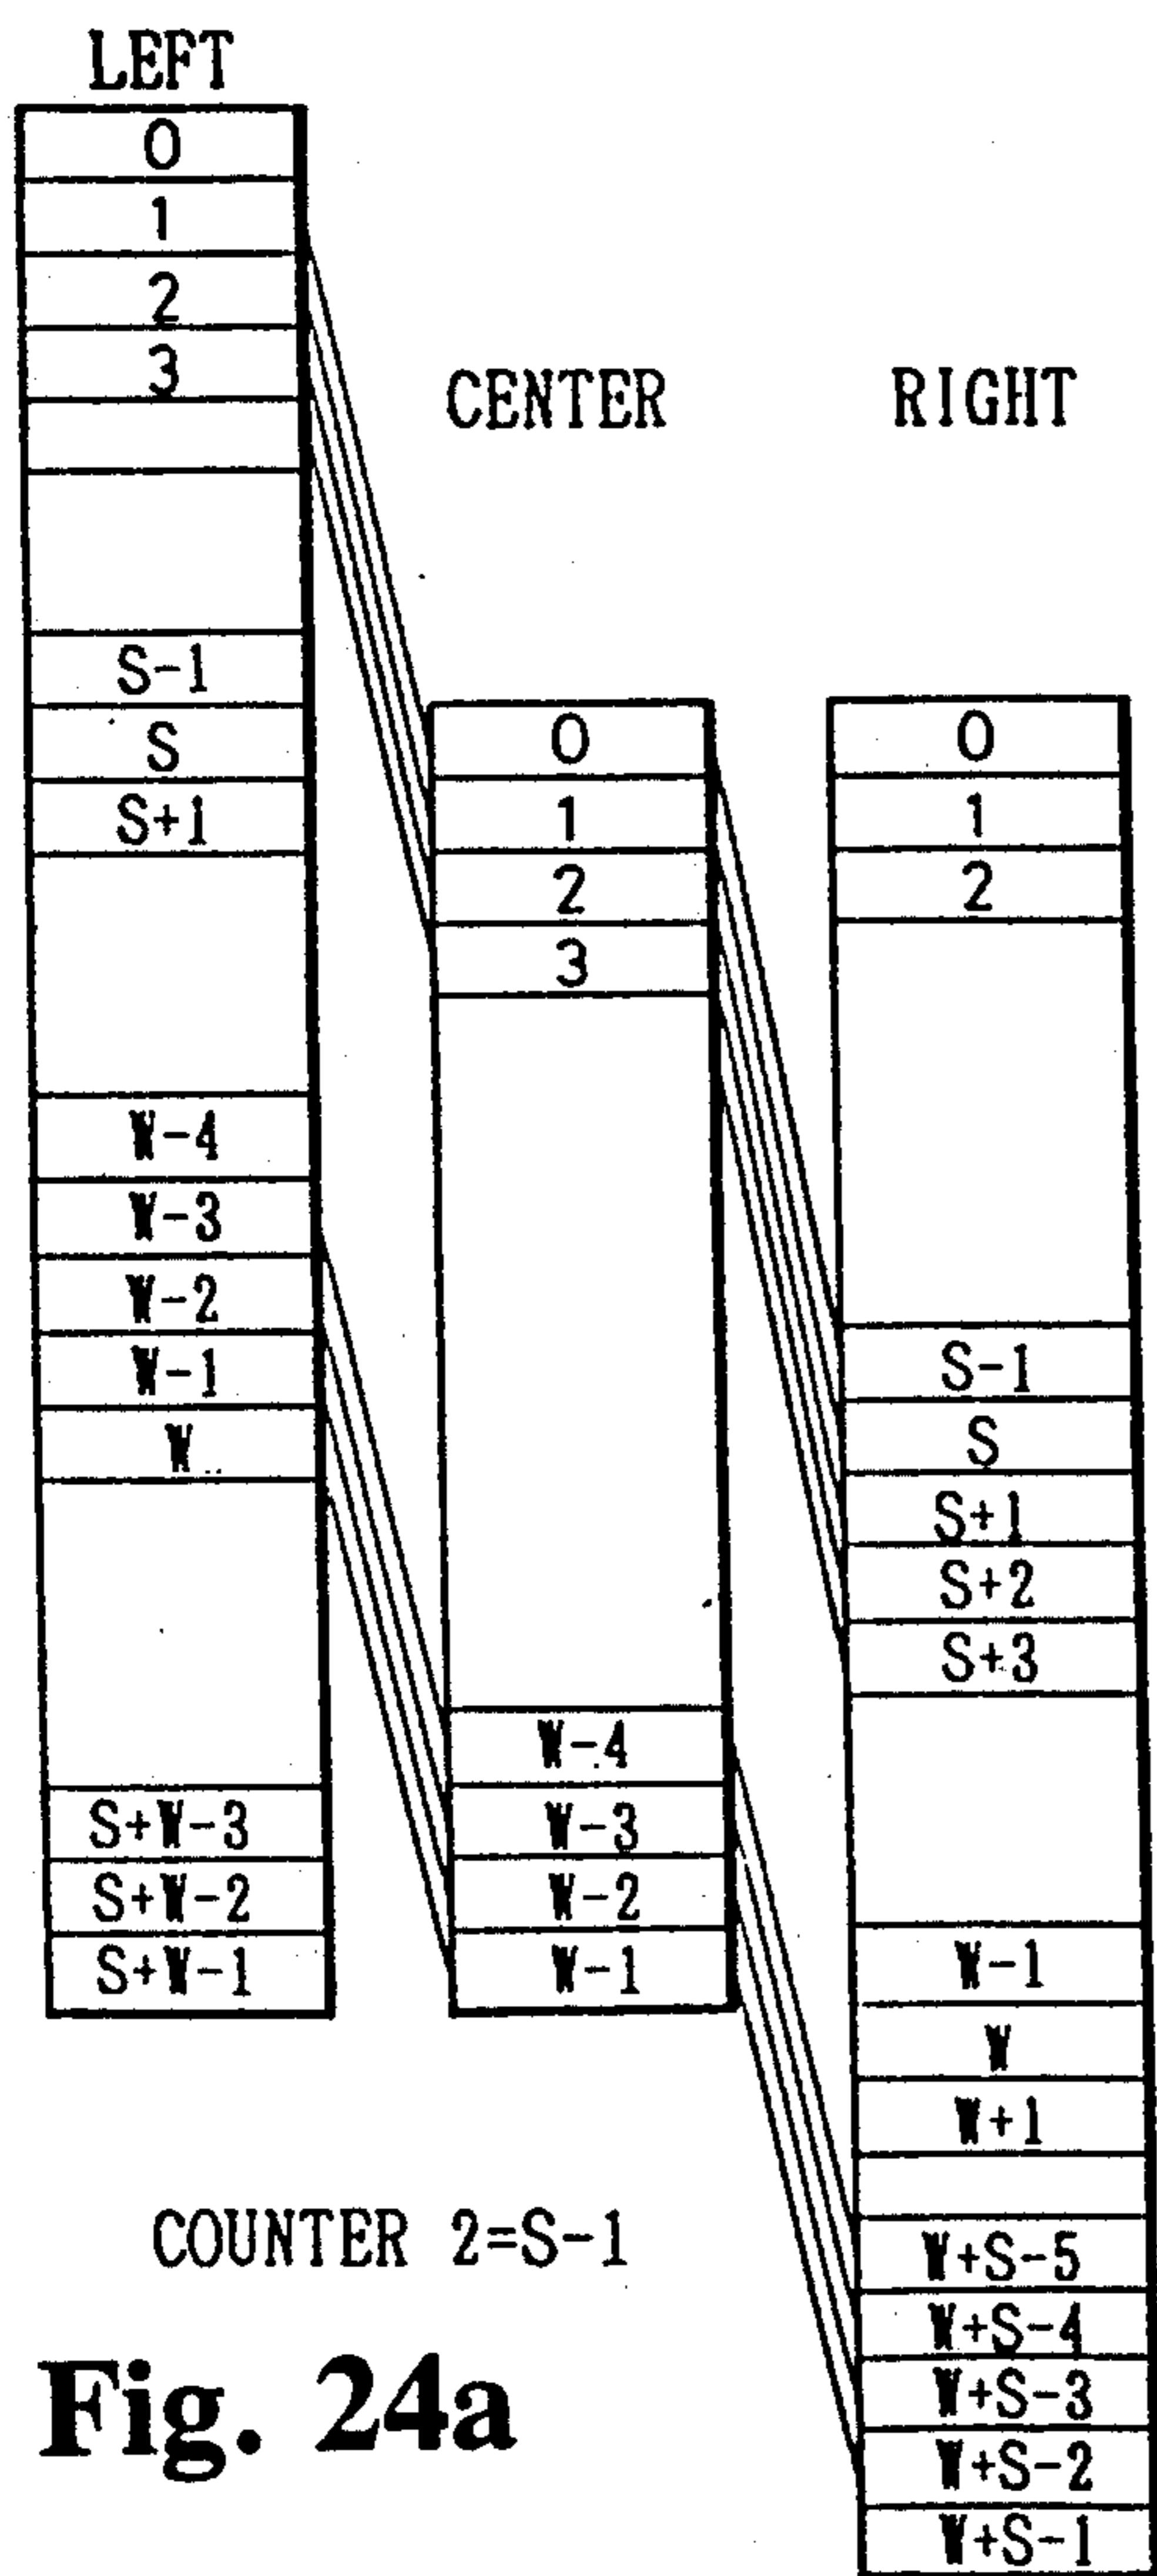 LEFT
0
1
2
3
S-1
S
S+1
W-4
W-3
W-2
W-1
W
S+W-3
S+W-2
S+W-1
CENTER
0
1
2
3
W-4
W-3
W-2
W-1
RIGHT
0
1
2
S-1
S
S+1
S+2
S+3
W-1
W
W+1
W+S-5
W+S-4
W+S-3
W+S-2
W+S-1
COUNTER 2=S-1
Fig. 24a